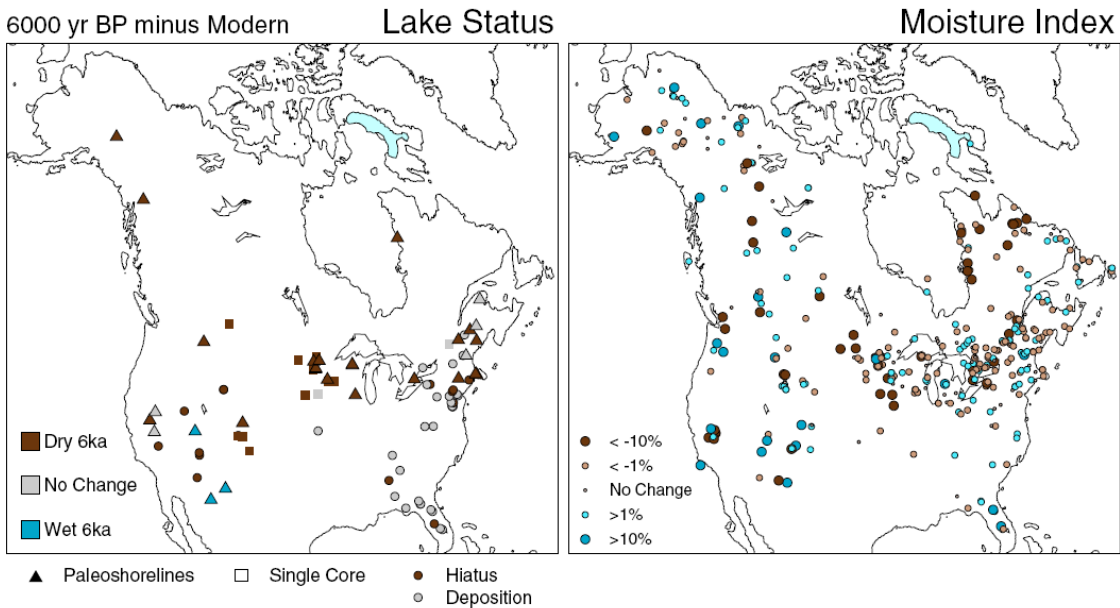 6000 yr BP minus Modern
Lake Status
Moisture Index
Dry 6ka
No Change
Wet 6ka
< -10%
< -1%
No Change
>1%
>10%
Paleoshorelines
Single Core
Hiatus
Deposition